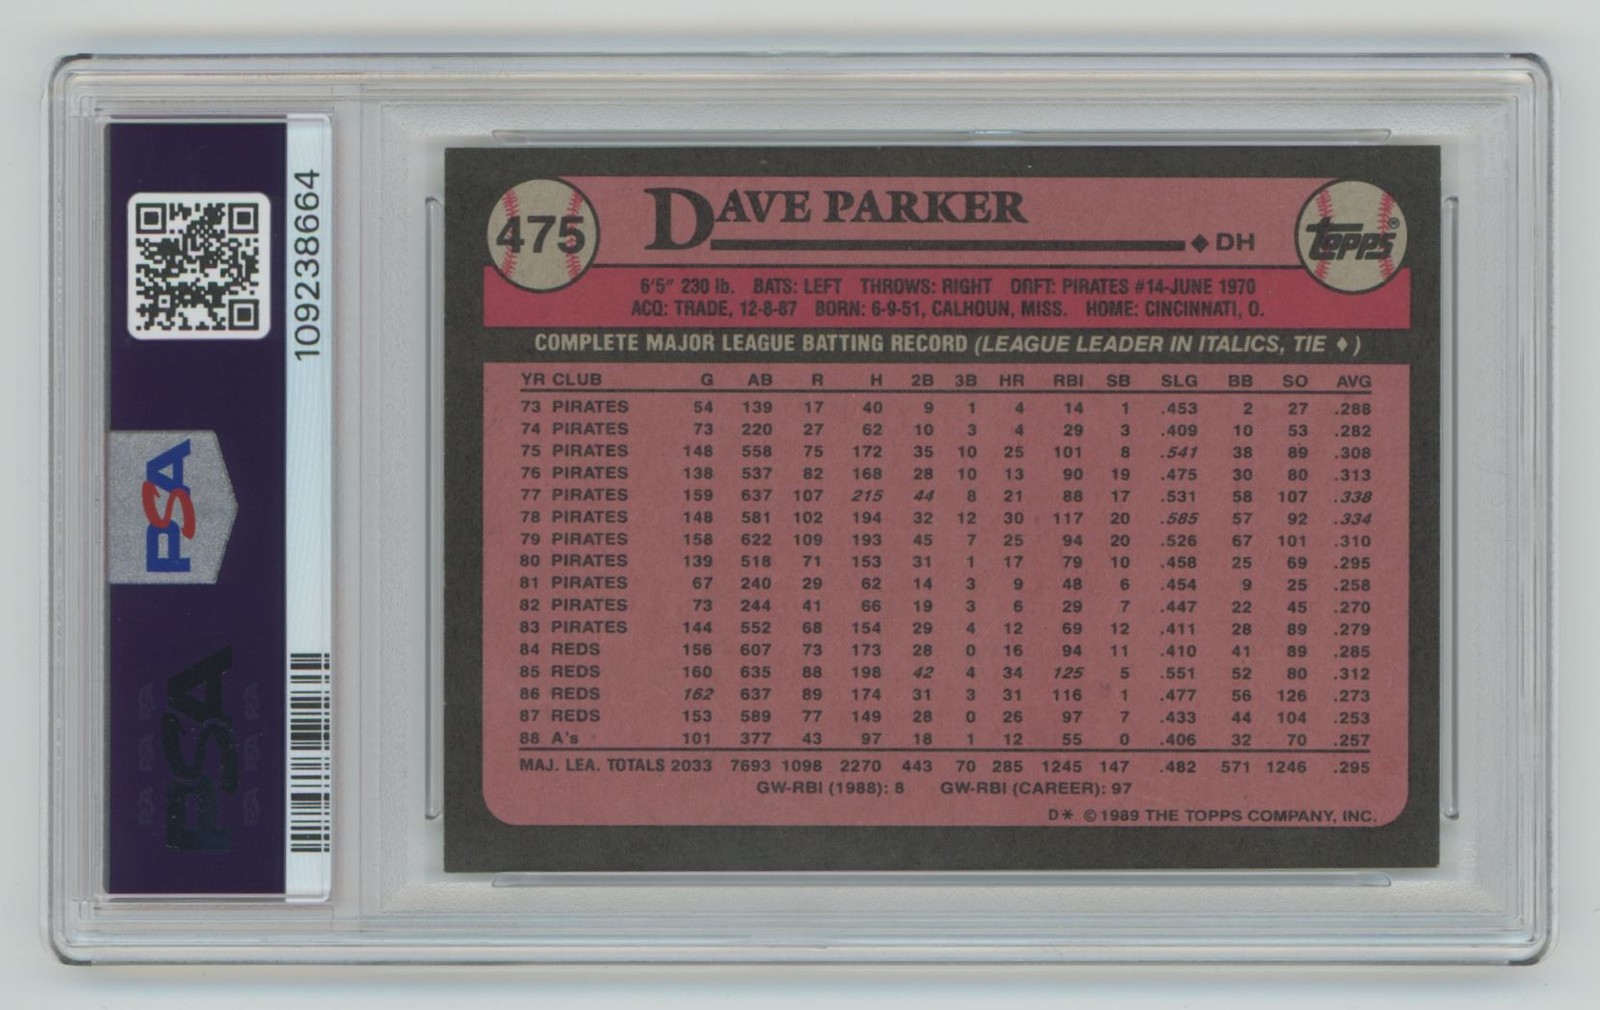 109238664
PSA
PSA
475
DAVE PARKER
◆ DH
topps®
6'5" 230 lb. BATS: LEFT THROWS: RIGHT DRFT: PIRATES #14-JUNE 1970
ACQ: TRADE, 12-8-87 BORN: 6-9-51, CALHOUN, MISS. HOME: CINCINNATI, O.
COMPLETE MAJOR LEAGUE BATTING RECORD (LEAGUE LEADER IN ITALICS, TIE ♦)
YR CLUB G AB R H 2B 3B HR RBI SB SLG BB SO AVG
73 PIRATES 54 139 17 40 9 1 4 14 1 .453 2 27 .288
74 PIRATES 73 220 27 62 10 3 4 29 3 .409 10 53 .282
75 PIRATES 148 558 75 172 35 10 25 101 8 .541 38 89 .308
76 PIRATES 138 537 82 168 28 10 13 90 19 .475 30 80 .313
77 PIRATES 159 637 107 215 44 8 21 88 17 .531 58 107 .338
78 PIRATES 148 581 102 194 32 12 30 117 20 .585 57 92 .334
79 PIRATES 158 622 109 193 45 7 25 94 20 .526 67 101 .310
80 PIRATES 139 518 71 153 31 1 17 79 10 .458 25 69 .295
81 PIRATES 67 240 29 62 14 3 9 48 6 .454 9 25 .258
82 PIRATES 73 244 41 66 19 3 6 29 7 .447 22 45 .270
83 PIRATES 144 552 68 154 29 4 12 69 12 .411 28 89 .279
84 REDS 156 607 73 173 28 0 16 94 11 .410 41 89 .285
85 REDS 160 635 88 198 42 4 34 125 5 .551 52 80 .312
86 REDS 162 637 89 174 31 3 31 116 1 .477 56 126 .273
87 REDS 153 589 77 149 28 0 26 97 7 .433 44 104 .253
88 A's 101 377 43 97 18 1 12 55 0 .406 32 70 .257
MAJ. LEA. TOTALS 2033 7693 1098 2270 443 70 285 1245 147 .482 571 1246 .295
GW-RBI (1988): 8 GW-RBI (CAREER): 97
D* © 1989 THE TOPPS COMPANY, INC.